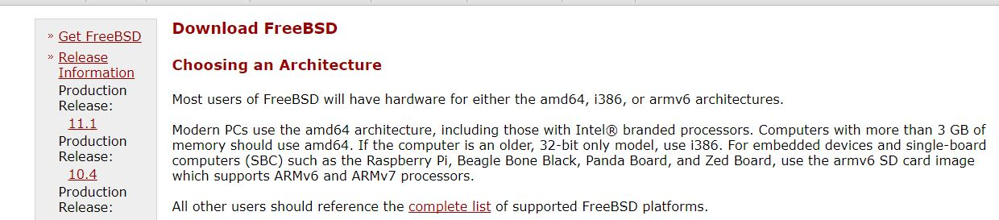 » Get FreeBSD
» Release
Information
Production
Release:
11.1
Production
Release:
10.4
Production
Release:
Download FreeBSD
Choosing an Architecture
Most users of FreeBSD will have hardware for either the amd64, i386, or armv6 architectures.
Modern PCs use the amd64 architecture, including those with Intel® branded processors. Computers with more than 3 GB of
memory should use amd64. If the computer is an older, 32-bit only model, use i386. For embedded devices and single-board
computers (SBC) such as the Raspberry Pi, Beagle Bone Black, Panda Board, and Zed Board, use the armv6 SD card image
which supports ARMv6 and ARMv7 processors.
All other users should reference the complete list of supported FreeBSD platforms.